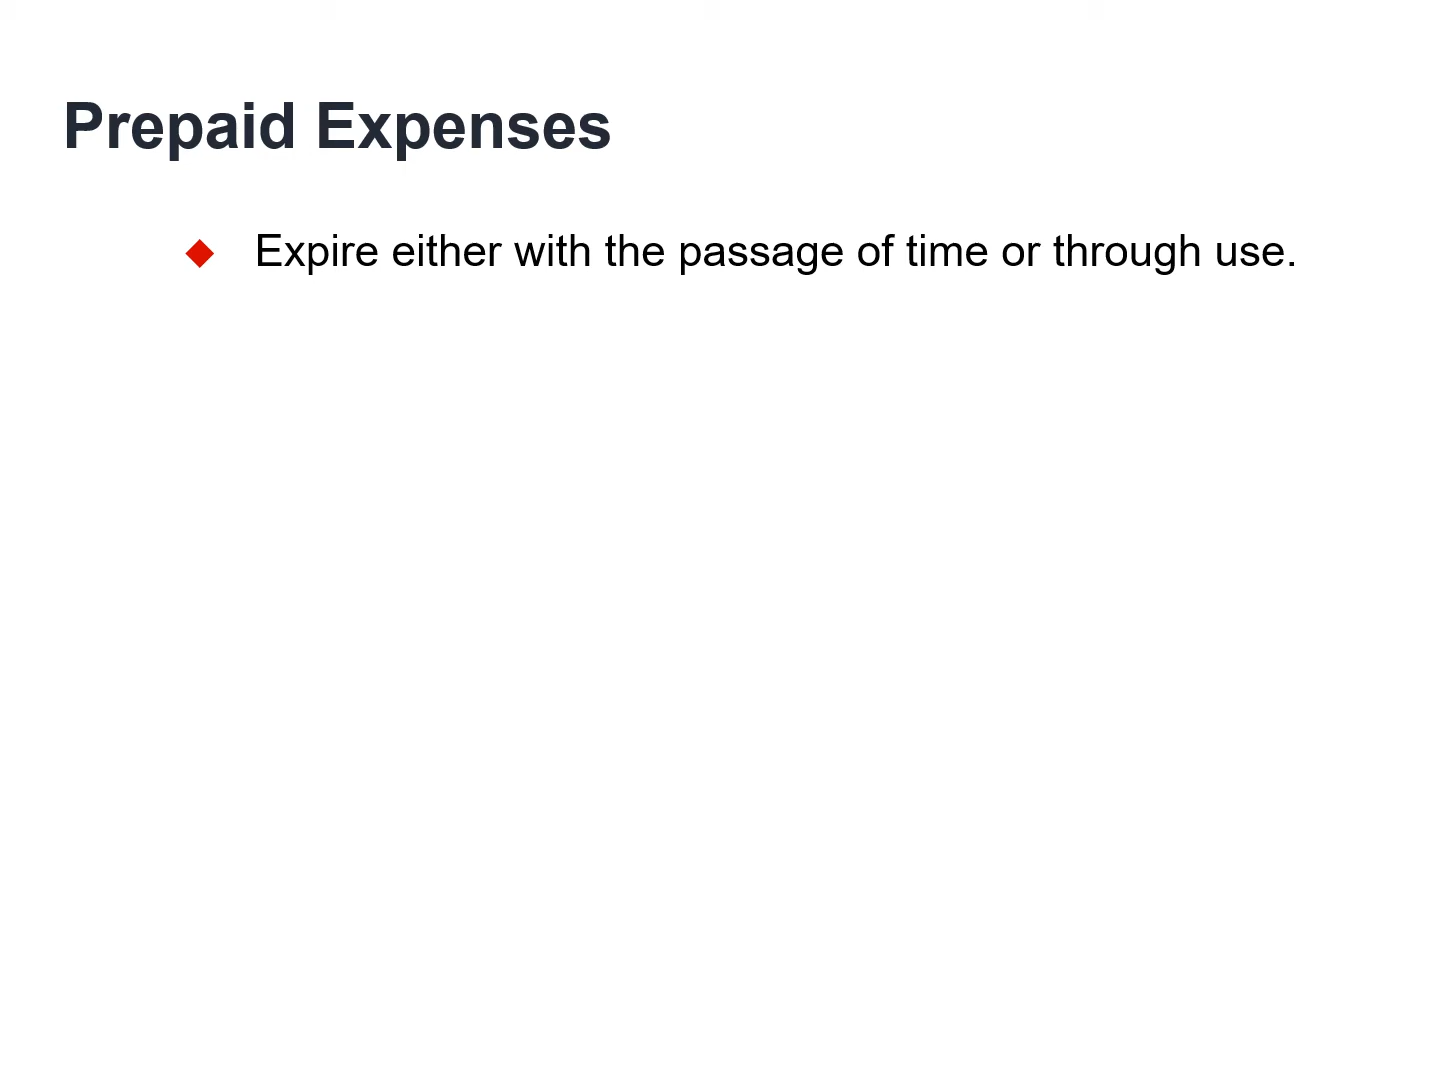 Prepaid Expenses
Expire either with the passage of time or through use.